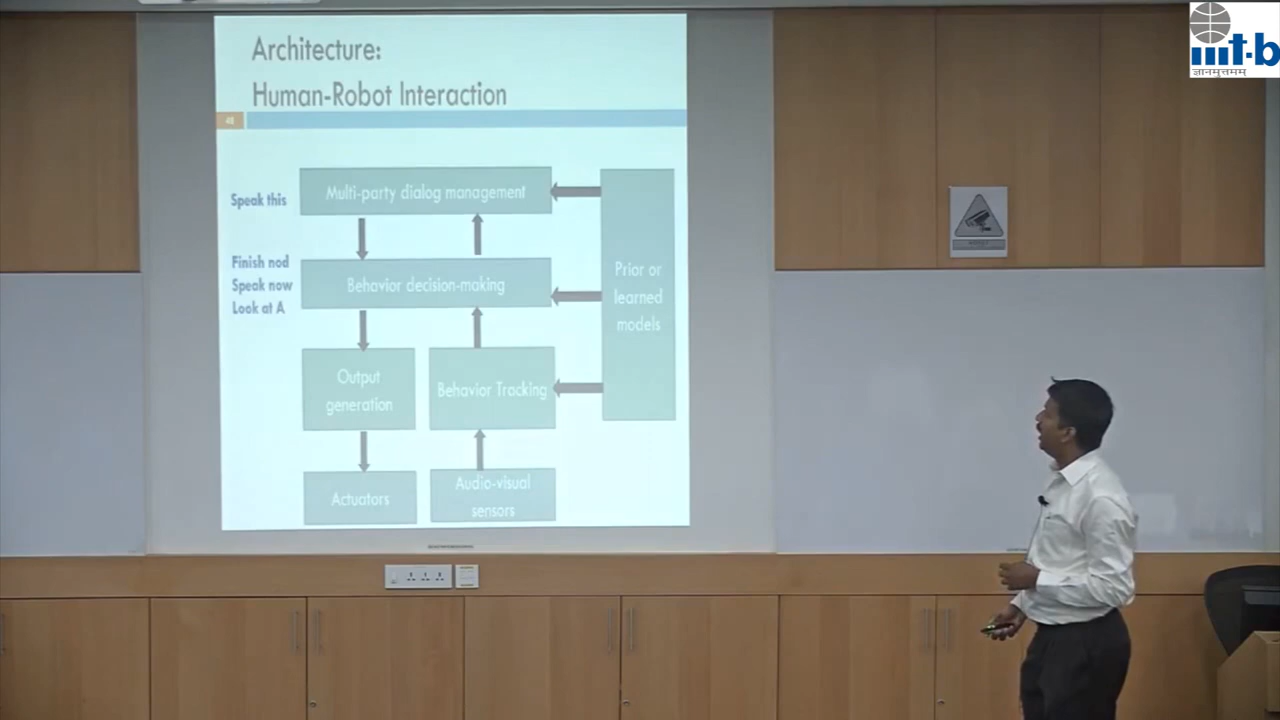 iiit-b
ज्ञानमुत्तमम्
Architecture:
Human-Robot Interaction
48
Speak this
Multi-party dialog management
Finish nod
Speak now
Look at A
Behavior decision-making
Prior or
learned
models
Output
generation
Behavior Tracking
Actuators
Audio-visual
sensors